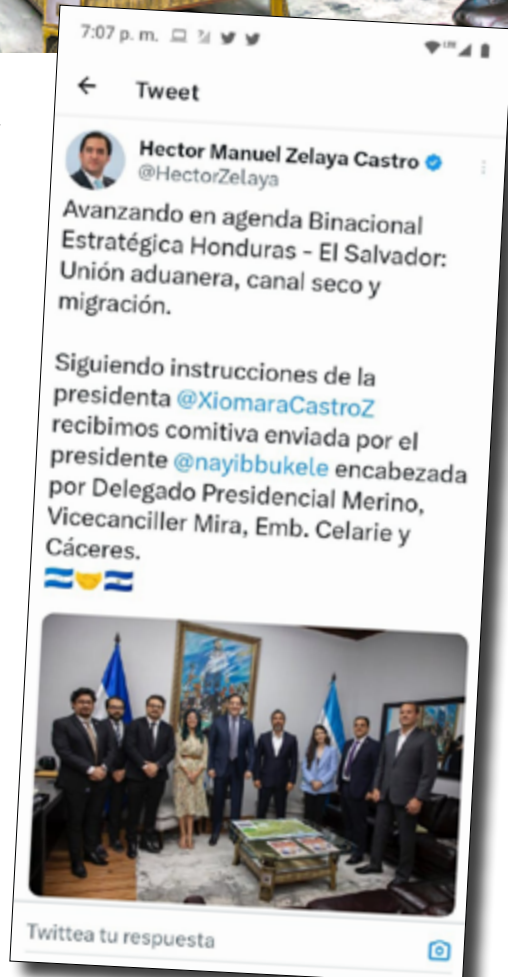 7:07 p. m.
LTE
Tweet
Hector Manuel Zelaya Castro
@HectorZelaya
Avanzando en agenda Binacional
Estratégica Honduras – El Salvador:
Unión aduanera, canal seco y
migración.
Siguiendo instrucciones de la
presidenta @XiomaraCastroZ
recibimos comitiva enviada por el
presidente @nayibbukele encabezada
por Delegado Presidencial Merino,
Vicecanciller Mira, Emb. Celarie y
Cáceres.
Twittea tu respuesta